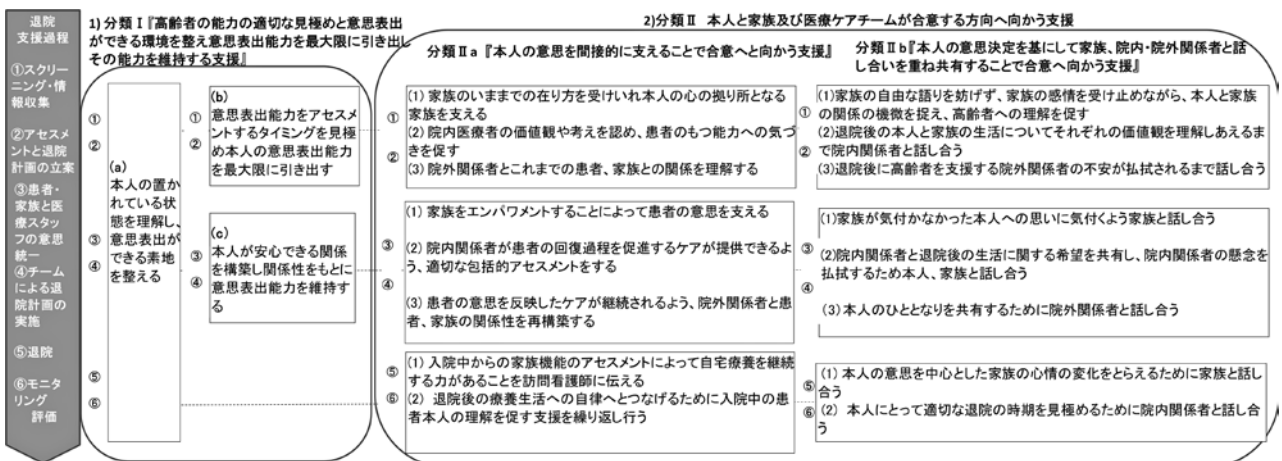 退院
支援過程
①スクリー
ニング・情
報収集
②アセスメ
ントと退院
計画の立案
③患者・
家族と医
療スタッ
フの意思
統一
④チーム
による退
院計画の
実施
⑤退院
⑥モニタ
リング
評価
1) 分類Ⅰ『高齢者の能力の適切な見極めと意思表出
ができる環境を整え意思表出能力を最大限に引き出し
その能力を維持する支援』
①
②
③
④
⑤
⑥
(a)
本人の置か
れている状
態を理解し、
意思表出が
できる素地
を整える
①
②
(b)
意思表出能力をアセス
メントするタイミングを見極
め本人の意思表出能力
を最大限に引き出す
③
④
(c)
本人が安心できる関係
を構築し関係性をもとに
意思表出能力を維持す
る
2)分類Ⅱ 本人と家族及び医療ケアチームが合意する方向へ向かう支援
分類Ⅱa『本人の意思を間接的に支えることで合意へと向かう支援』
①
②
(1) 家族のいままでの在り方を受けいれ本人の心の拠り所となる
家族を支える
(2) 院内医療者の価値観や考えを認め、患者のもつ能力への気づ
きを促す
(3) 院外関係者とこれまでの患者、家族との関係を理解する
③
④
(1) 家族をエンパワメントすることによって患者の意思を支える
(2) 院内関係者が患者の回復過程を促進するケアが提供できるよ
う、適切な包括的アセスメントをする
(3) 患者の意思を反映したケアが継続されるよう、院外関係者と患
者、家族の関係性を再構築する
⑤
⑥
(1) 入院中からの家族機能のアセスメントによって自宅療養を継続
する力があることを訪問看護師に伝える
(2) 退院後の療養生活への自律へとつなげるために入院中の患
者本人の理解を促す支援を繰り返し行う
分類Ⅱb『本人の意思決定を基にして家族、院内・院外関係者と話
し合いを重ね共有することで合意へ向かう支援』
①
②
(1)家族の自由な語りを妨げず、家族の感情を受け止めながら、本人と家族
の関係の機微を捉え、高齢者への理解を促す
(2)退院後の本人と家族の生活についてそれぞれの価値観を理解しあえるま
で院内関係者と話し合う
(3)退院後に高齢者を支援する院外関係者の不安が払拭されるまで話し合う
③
④
(1)家族が気付かなかった本人への思いに気付くよう家族と話し合う
(2)院内関係者と退院後の生活に関する希望を共有し、院内関係者の懸念を
払拭するため本人、家族と話し合う
(3)本人のひととなりを共有するために院外関係者と話し合う
⑤
⑥
(1) 本人の意思を中心とした家族の心情の変化をとらえるために家族と話し
合う
(2) 本人にとって適切な退院の時期を見極めるために院内関係者と話し合
う